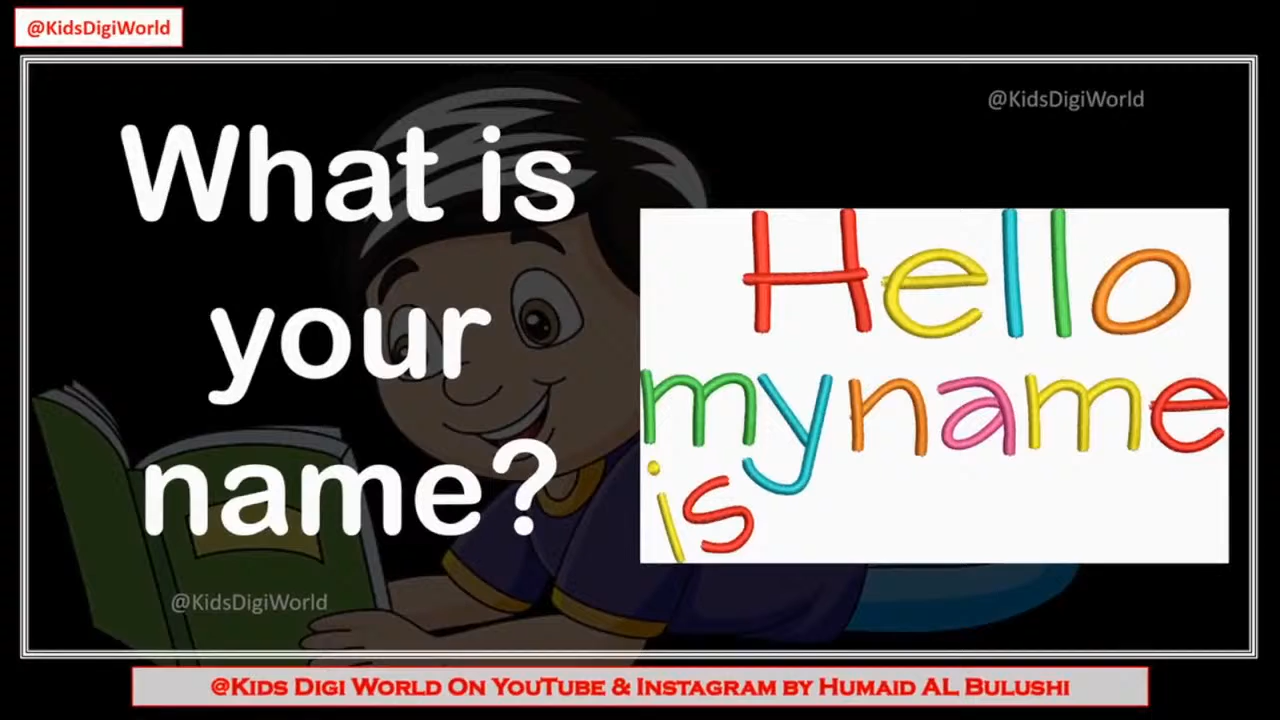 @KidsDigiWorld
@KidsDigiWorld
What is
your
name?
Hello
my name
is
@KidsDigiWorld
@KIDS DIGI WORLD ON YOUTUBE & INSTAGRAM BY HUMAID AL BULUSHI